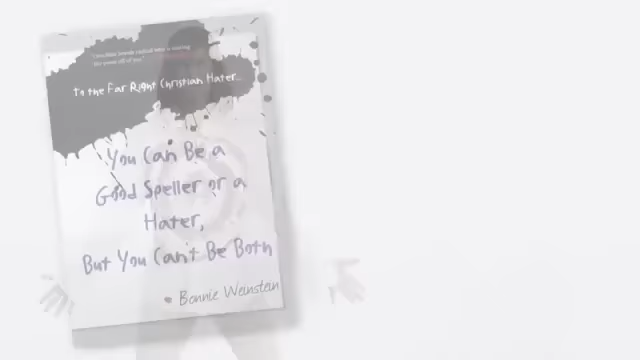 To the Far Right Christian Hater...
You Can Be a
Good Speller or a
Hater,
But You Can't Be Both
Bonnie Weinstein